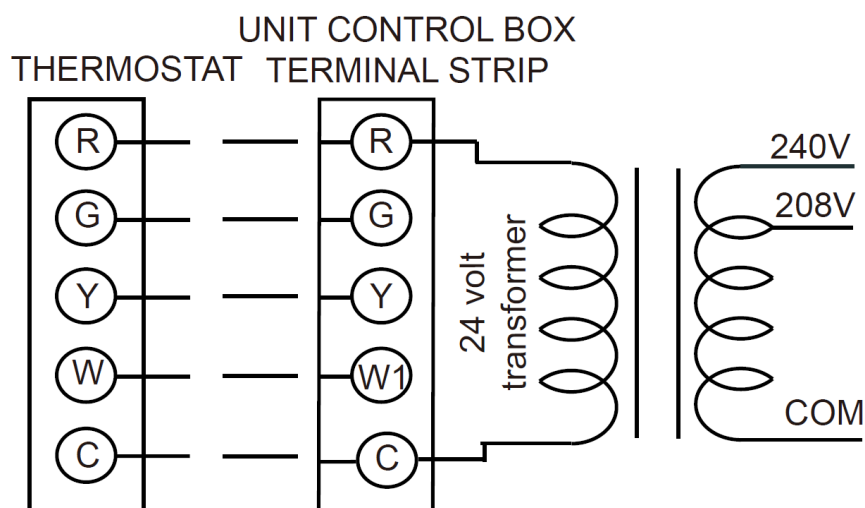 UNIT CONTROL BOX
THERMOSTAT TERMINAL STRIP
R R
240V
G G
208V
Y Y
24 volt
transformer
W W1
COM
C C